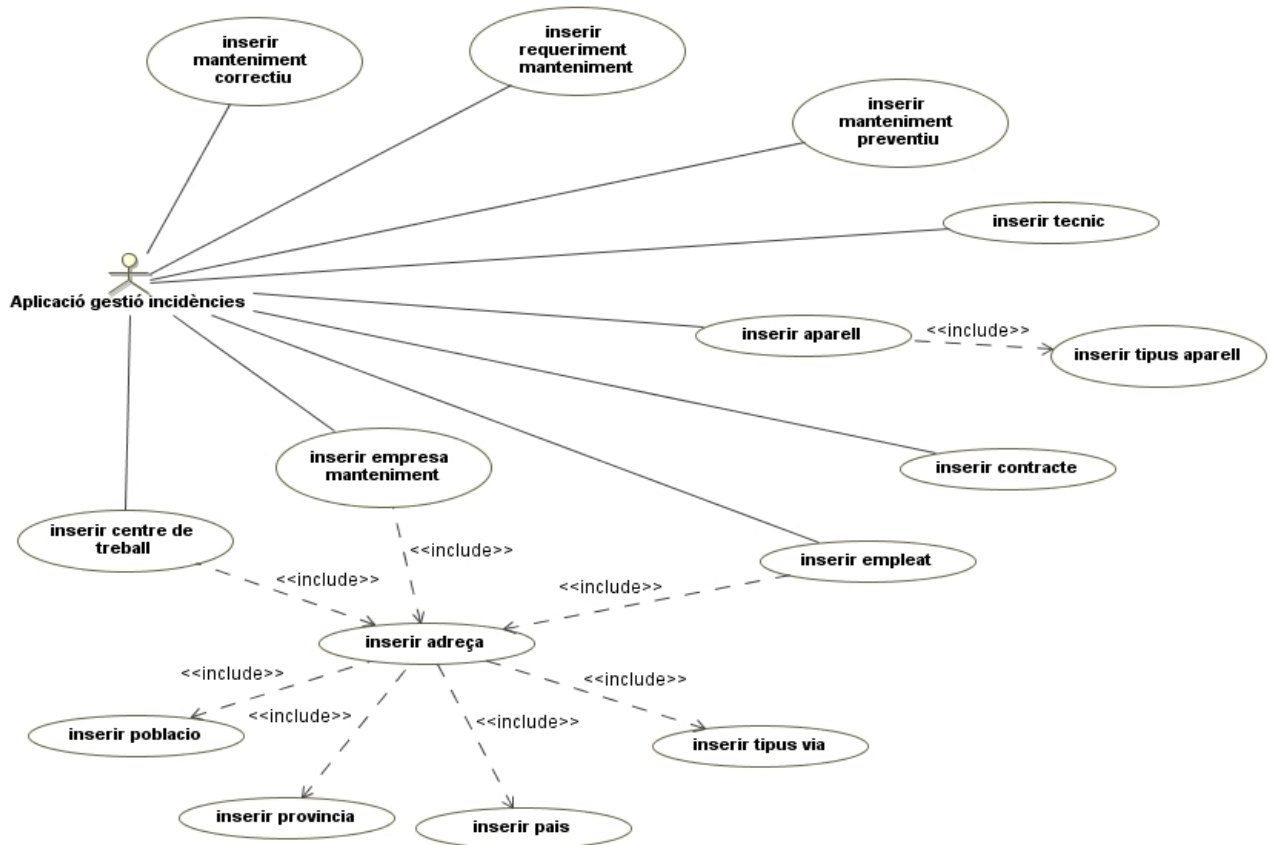 inserir
manteniment
correctiu
inserir
requeriment
manteniment
inserir
manteniment
preventiu
inserir tecnic
Aplicació gestió incidències
inserir aparell
<<include>>
inserir tipus aparell
inserir empresa
manteniment
inserir contracte
inserir centre de
treball
<<include>>
inserir empleat
<<include>>
<<include>>
inserir adreça
<<include>>
<<include>>
<<include>>
<<include>>
inserir poblacio
inserir tipus via
inserir provincia
inserir pais